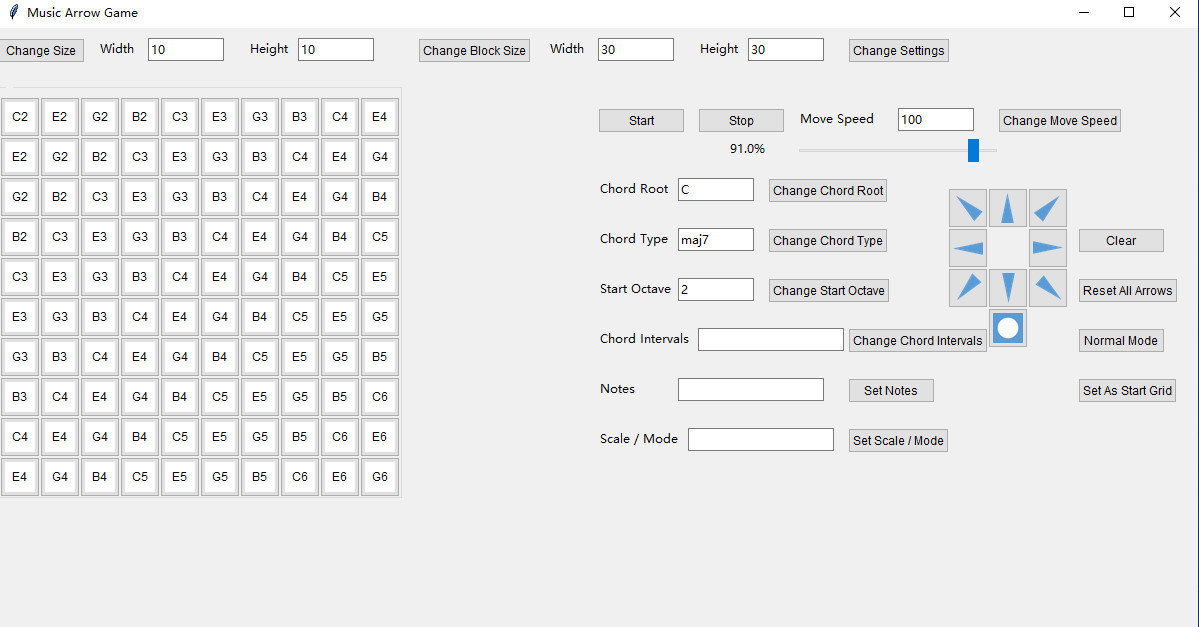 Music Arrow Game
Change Size Width 10 Height 10 Change Block Size Width 30 Height 30 Change Settings
C2 E2 G2 B2 C3 E3 G3 B3 C4 E4
E2 G2 B2 C3 E3 G3 B3 C4 E4 G4
G2 B2 C3 E3 G3 B3 C4 E4 G4 B4
B2 C3 E3 G3 B3 C4 E4 G4 B4 C5
C3 E3 G3 B3 C4 E4 G4 B4 C5 E5
E3 G3 B3 C4 E4 G4 B4 C5 E5 G5
G3 B3 C4 E4 G4 B4 C5 E5 G5 B5
B3 C4 E4 G4 B4 C5 E5 G5 B5 C6
C4 E4 G4 B4 C5 E5 G5 B5 C6 E6
E4 G4 B4 C5 E5 G5 B5 C6 E6 G6
Start Stop Move Speed 100 Change Move Speed
91.0%
Chord Root C Change Chord Root
Chord Type maj7 Change Chord Type Clear
Start Octave 2 Change Start Octave Reset All Arrows
Chord Intervals Change Chord Intervals Normal Mode
Notes Set Notes Set As Start Grid
Scale / Mode Set Scale / Mode